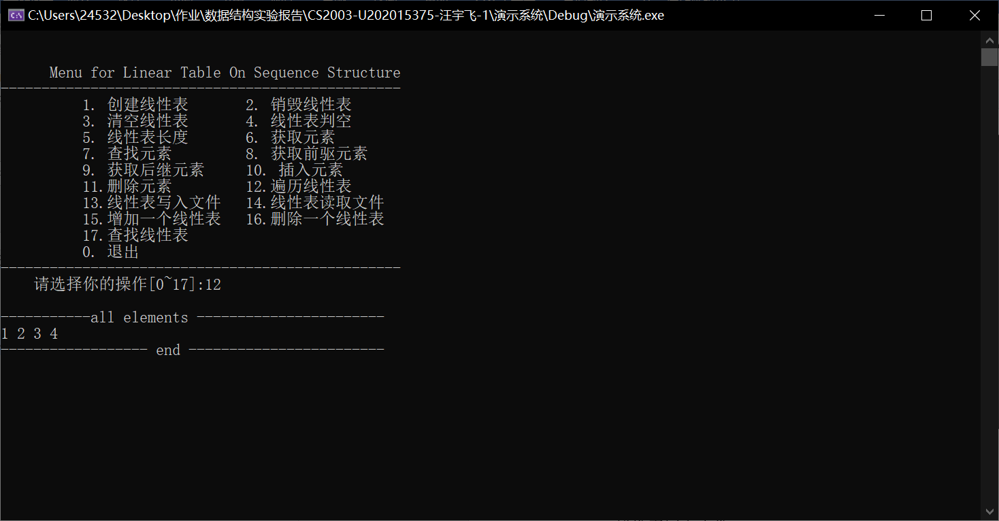 C:\Users\24532\Desktop\作业\数据结构实验报告\CS2003-U202015375-汪宇飞-1\演示系统\Debug\演示系统.exe
Menu for Linear Table On Sequence Structure
-------------------------------------------------
1. 创建线性表 2. 销毁线性表
3. 清空线性表 4. 线性表判空
5. 线性表长度 6. 获取元素
7. 查找元素 8. 获取前驱元素
9. 获取后继元素 10. 插入元素
11.删除元素 12.遍历线性表
13.线性表写入文件 14.线性表读取文件
15.增加一个线性表 16.删除一个线性表
17.查找线性表
0. 退出
-------------------------------------------------
请选择你的操作[0~17]:12
-----------all elements -----------------------
1 2 3 4
------------------ end ------------------------